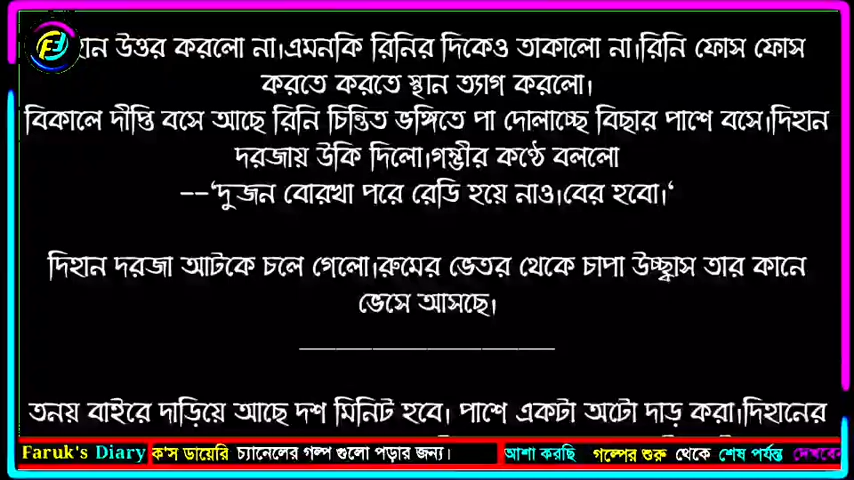 হান উত্তর করলো না।এমনকি রিনির দিকেও তাকালো না।রিনি ফোস ফোস
করতে করতে স্থান ত্যাগ করলো।
বিকালে দীপ্তি বসে আছে রিনি চিন্তিত ভঙ্গিতে পা দোলাচ্ছে বিছার পাশে বসে।দিহান
দরজায় উকি দিলো।গম্ভীর কণ্ঠে বললো
--‘দুজন বোরখা পরে রেডি হয়ে নাও।বের হবো।‘
দিহান দরজা আটকে চলে গেলো।রুমের ভেতর থেকে চাপা উচ্ছ্বাস তার কানে
ভেসে আসছে।
তনয় বাইরে দাড়িয়ে আছে দশ মিনিট হবে। পাশে একটা অটো দাড় করা।দিহানের
Faruk's Diary ক'স ডায়েরি চ্যানেলের গল্প গুলো পড়ার জন্য। আশা করছি গল্পের শুরু থেকে শেষ পর্যন্ত দেখবেন